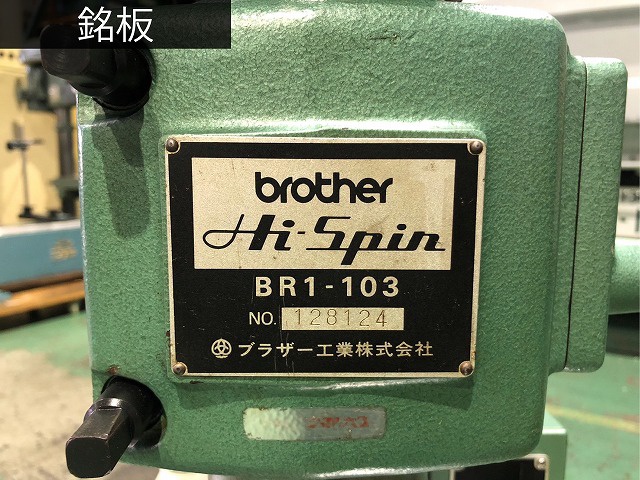 銘板
brother
Hi-Spin
BR1-103
NO. 128124
ブラザー工業株式会社